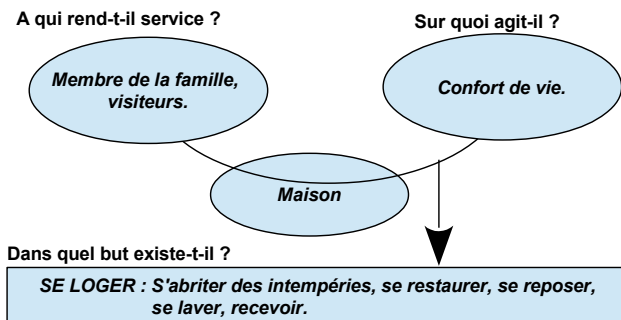 A qui rend-t-il service ?
Sur quoi agit-il ?
Membre de la famille,
visiteurs.
Confort de vie.
Maison
Dans quel but existe-t-il ?
SE LOGER : S'abriter des intempéries, se restaurer, se reposer,
se laver, recevoir.